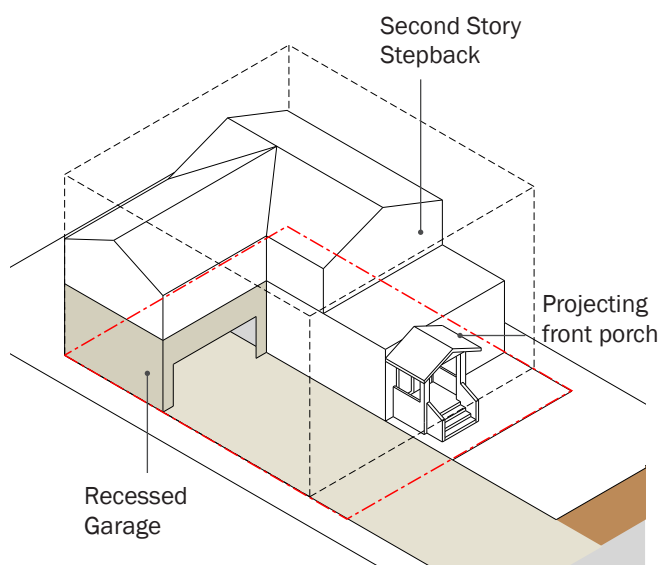 Second Story
Stepback
Projecting
front porch
Recessed
Garage